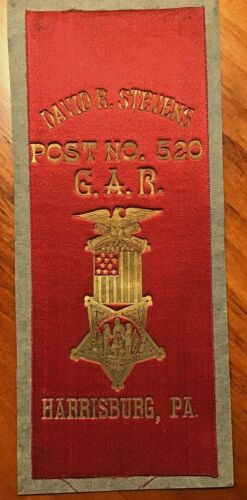 DAVID R. STEVENS
POST NO. 520
G. A. R.
HARRISBURG, PA.